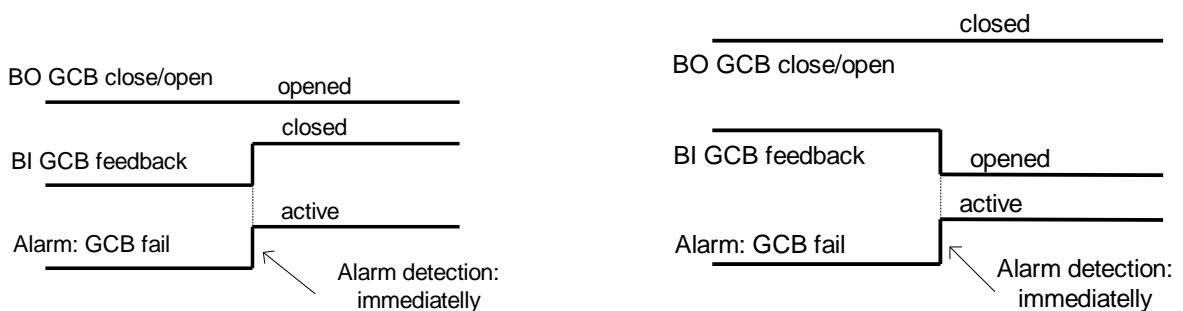 BO GCB close/open
opened
closed
BI GCB feedback
active
Alarm: GCB fail
Alarm detection:
immediatelly
closed
BO GCB close/open
BI GCB feedback
opened
active
Alarm: GCB fail
Alarm detection:
immediatelly